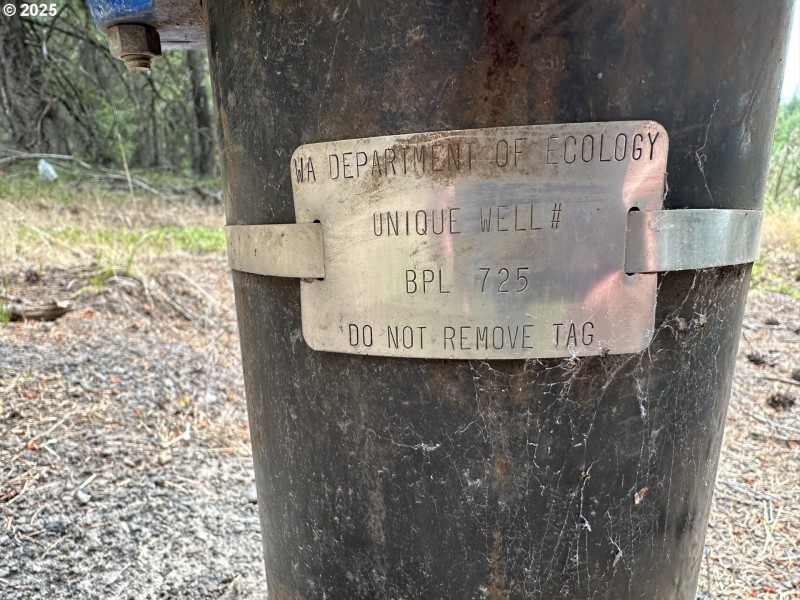 © 2025
WA DEPARTMENT OF ECOLOGY
UNIQUE WELL #
BPL 725
DO NOT REMOVE TAG